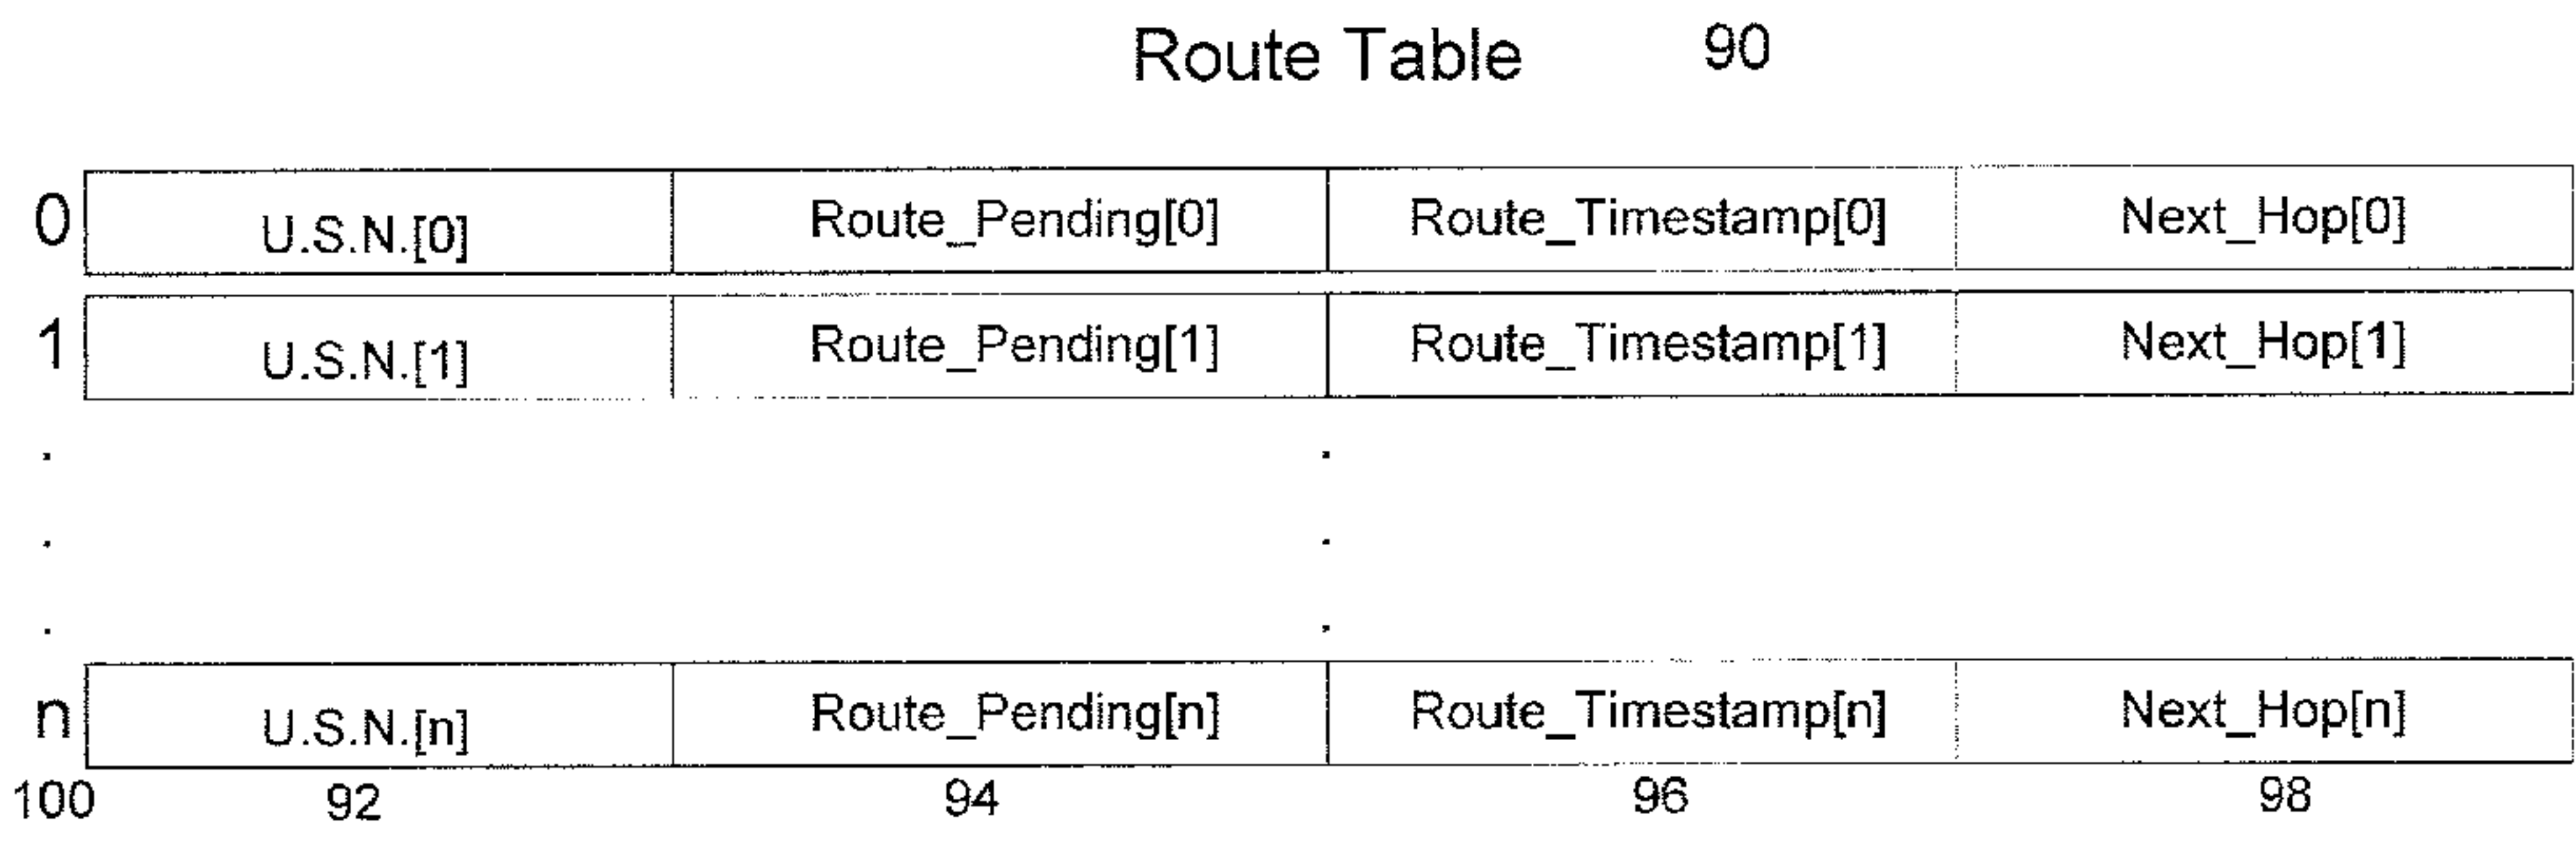 Route Table 90
0 U.S.N.[0] Route_Pending[0] Route_Timestamp[0] Next_Hop[0]
1 U.S.N.[1] Route_Pending[1] Route_Timestamp[1] Next_Hop[1]
n U.S.N.[n] Route_Pending[n] Route_Timestamp[n] Next_Hop[n]
100 92 94 96 98